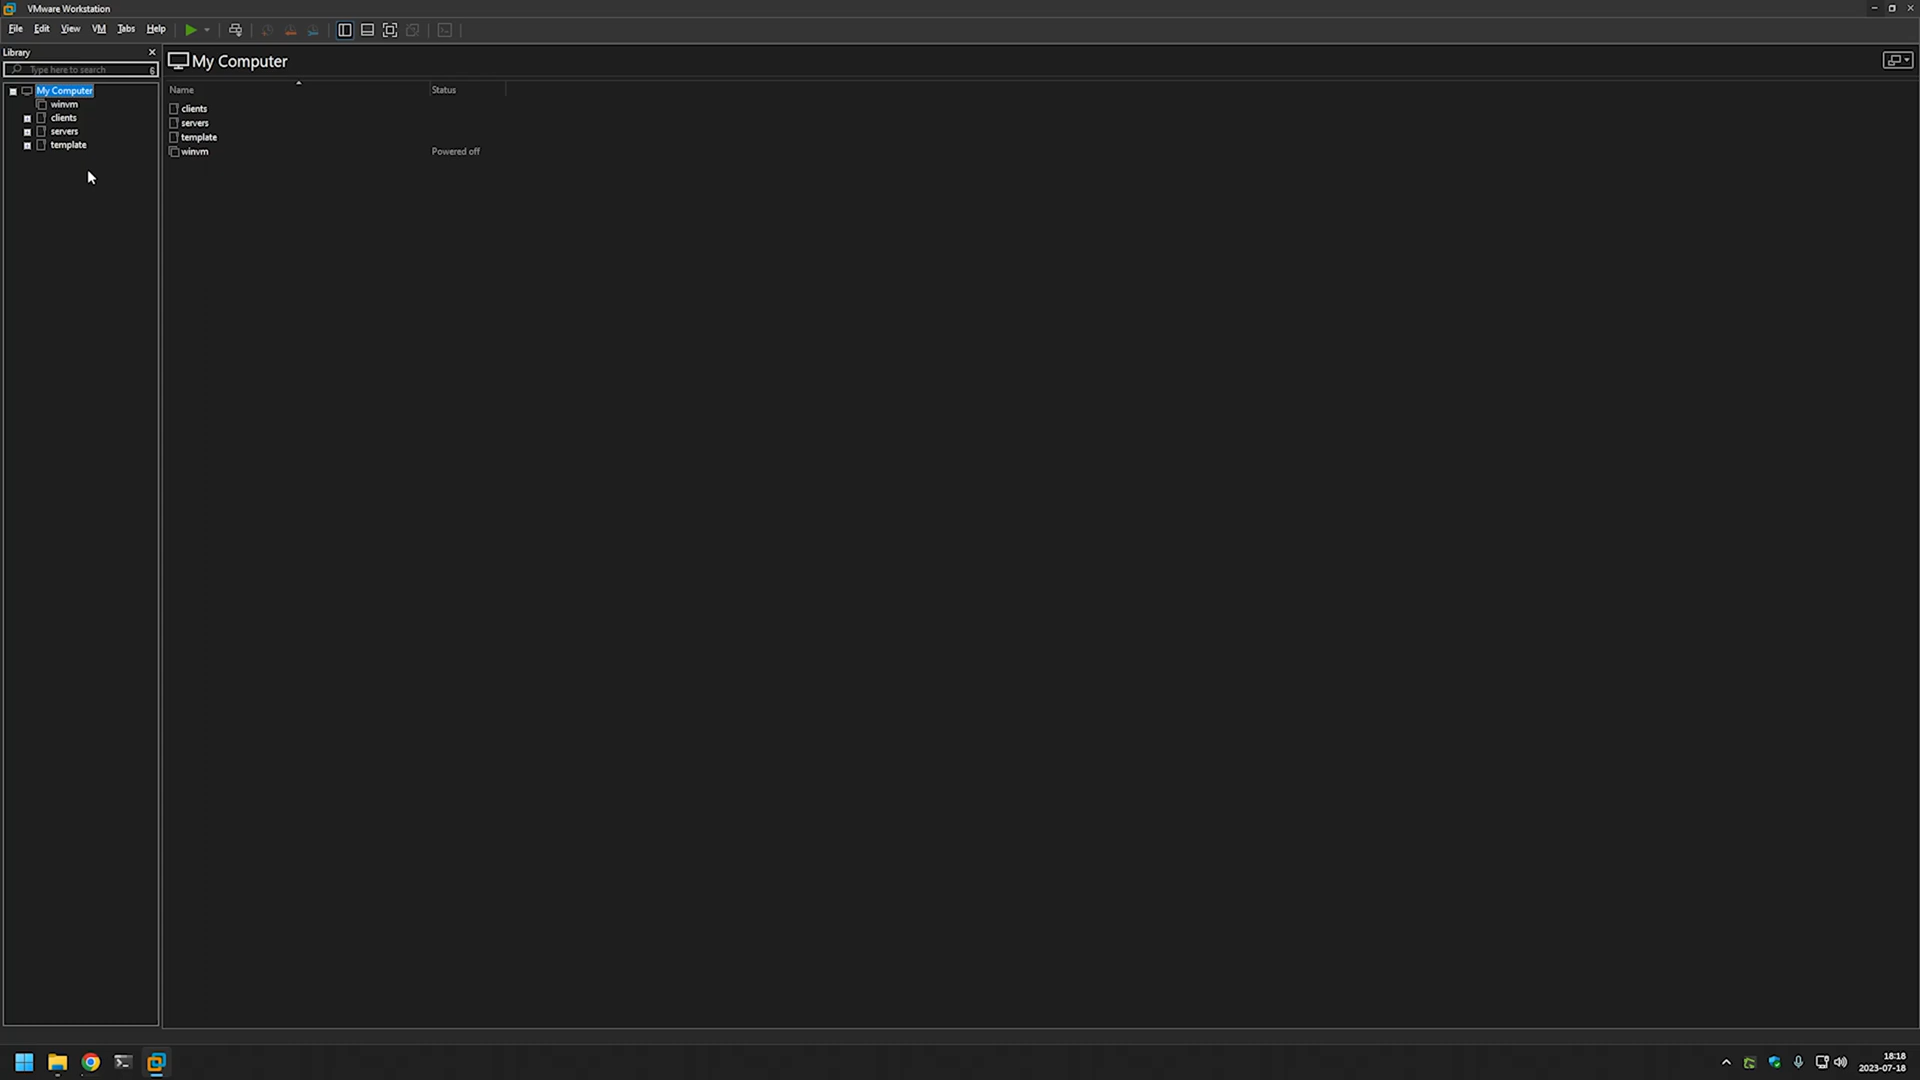 VMware Workstation
File Edit View VM Tabs Help
Library
Type here to search
My Computer
winvm
clients
servers
template
My Computer
Name Status
clients
servers
template
winvm Powered off
18:18
2023-07-18